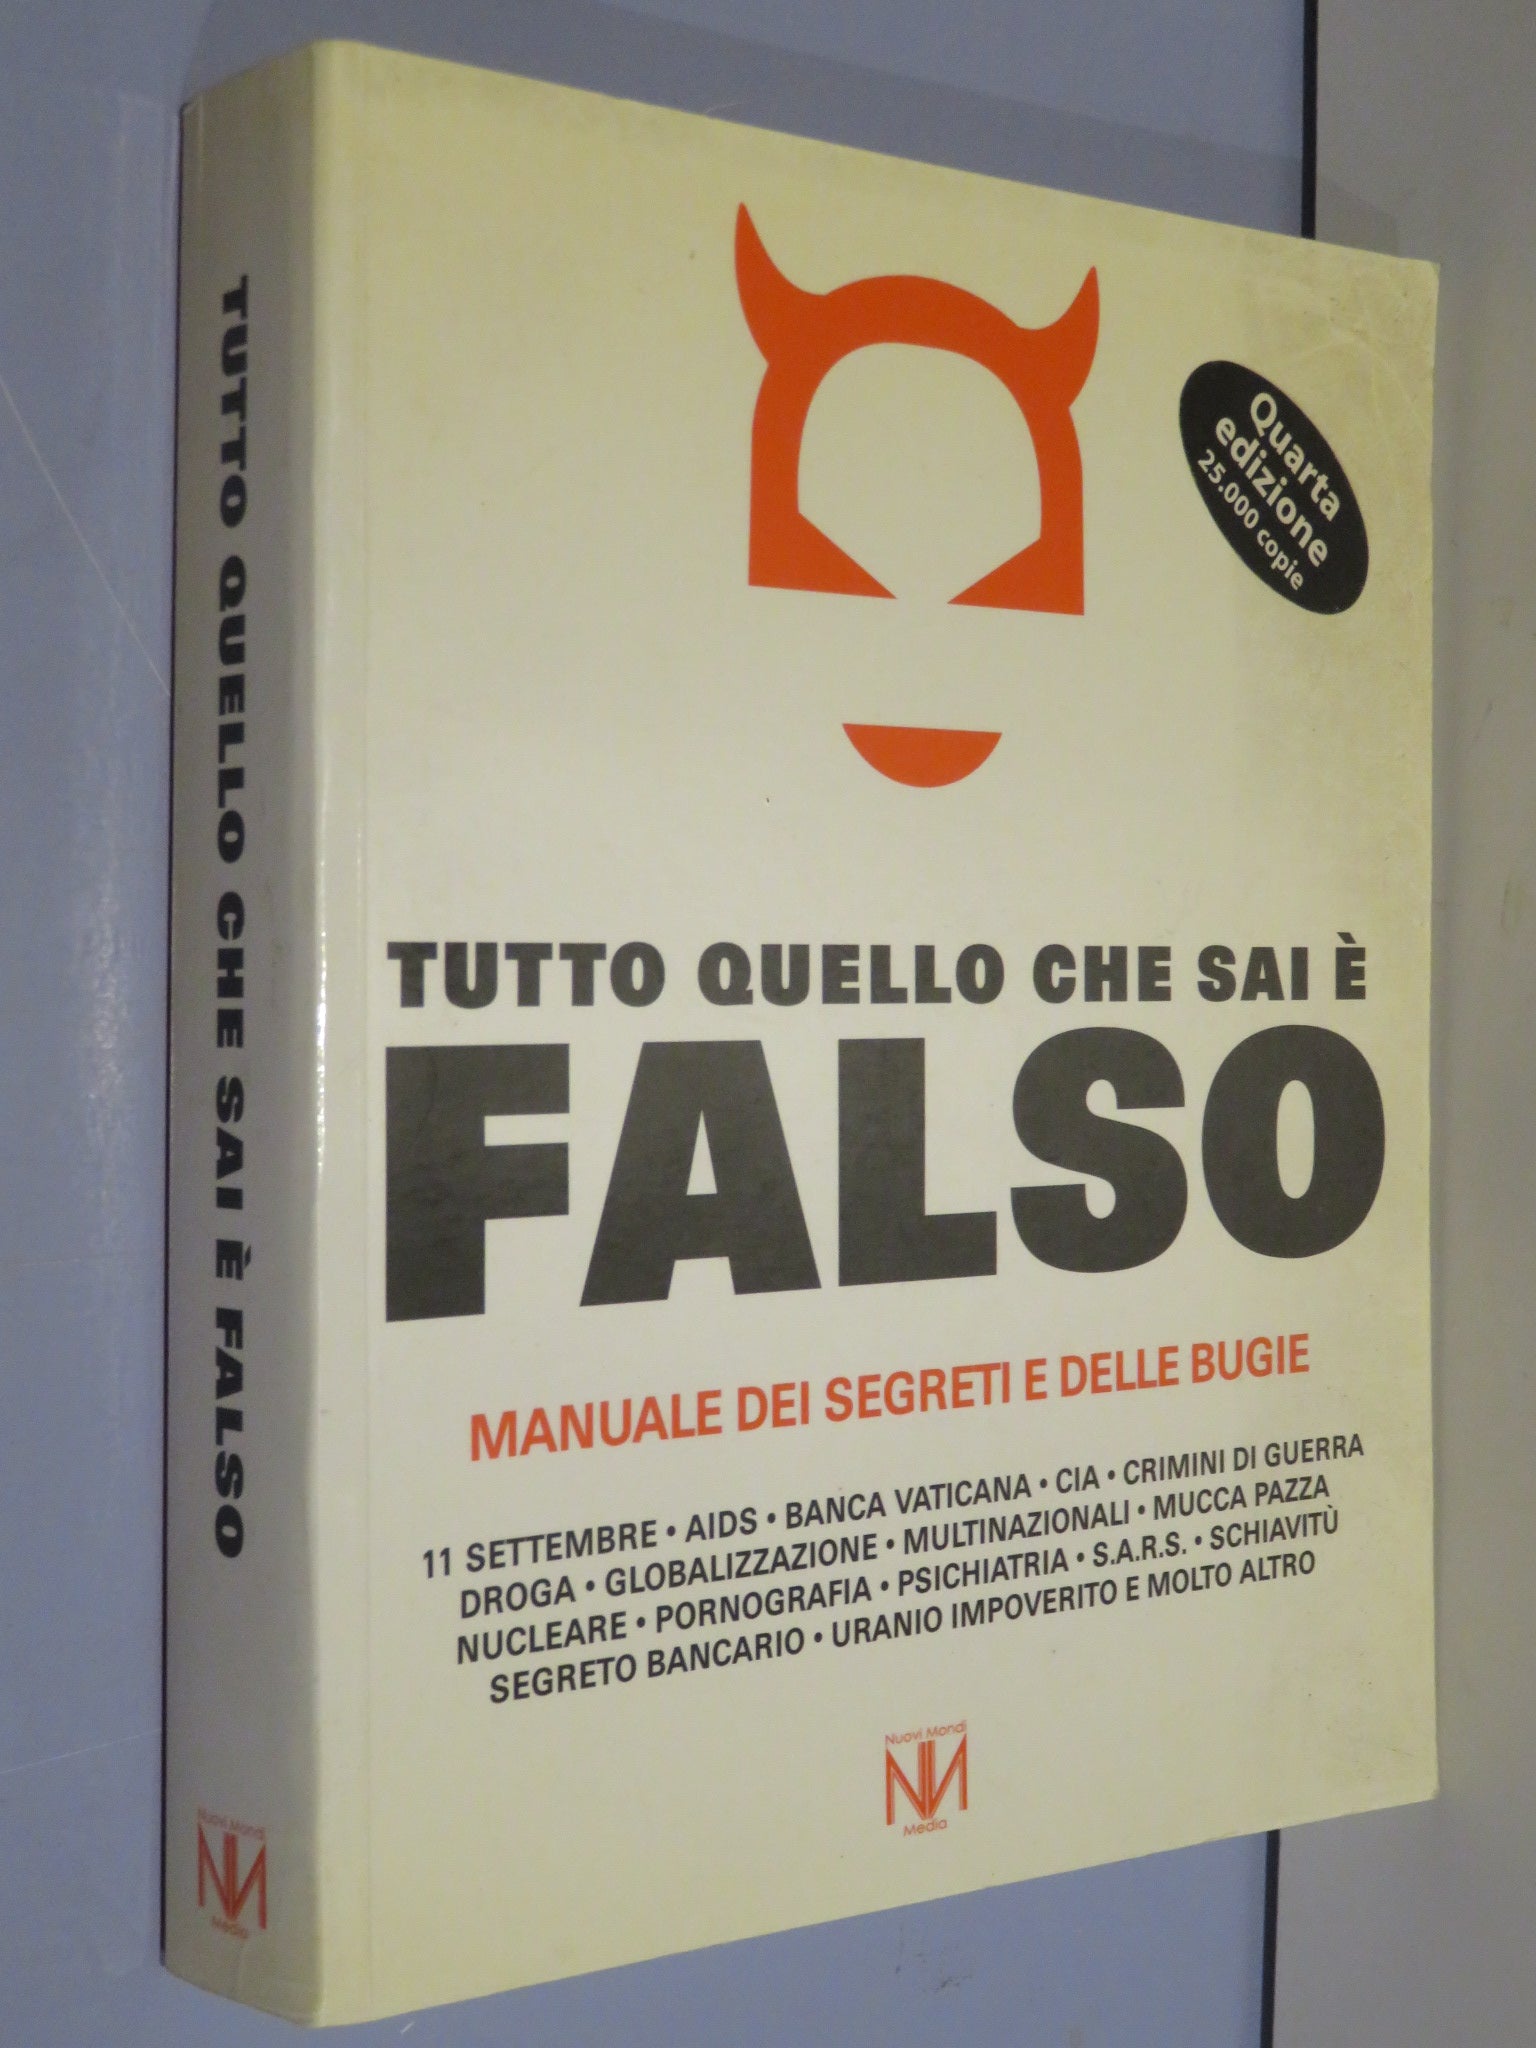 TUTTO QUELLO CHE SAI È FALSO
Nuovi Mondi
Media
Quarta
edizione
25.000 copie
TUTTO QUELLO CHE SAI È
FALSO
MANUALE DEI SEGRETI E DELLE BUGIE
11 SETTEMBRE • AIDS • BANCA VATICANA • CIA • CRIMINI DI GUERRA
DROGA • GLOBALIZZAZIONE • MULTINAZIONALI • MUCCA PAZZA
NUCLEARE • PORNOGRAFIA • PSICHIATRIA • S.A.R.S. • SCHIAVITÙ
SEGRETO BANCARIO • URANIO IMPOVERITO E MOLTO ALTRO
Nuovi Mondi
Media